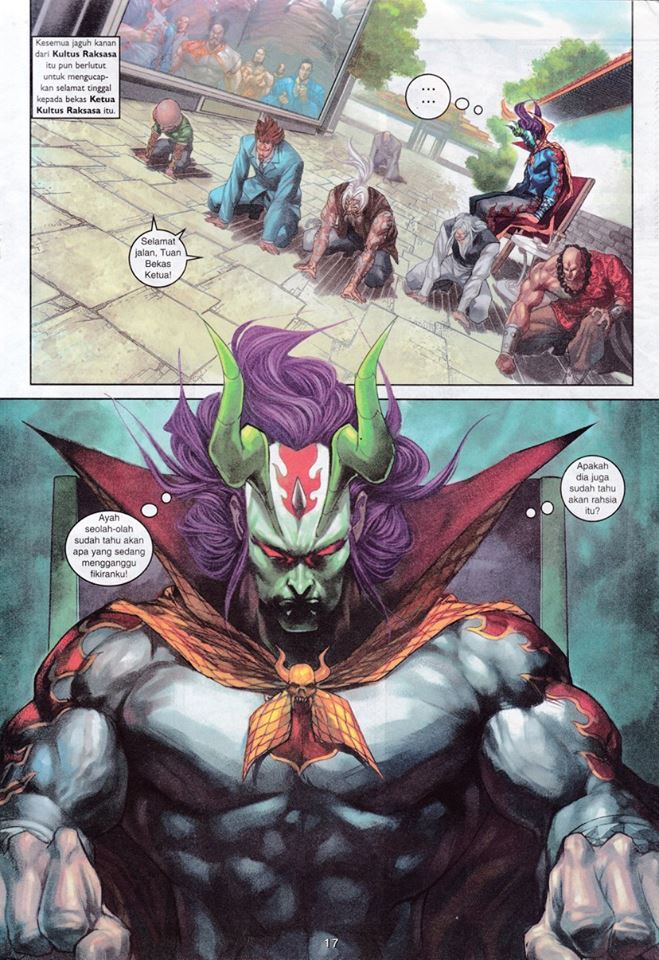 Kesemua jaguh kanan
dari Kultus Raksasa
itu pun berlutut
untuk mengucap-
kan selamat tinggal
kepada bekas Ketua
Kultus Raksasa itu.
...
...
Selamat
jalan, Tuan
Bekas
Ketua!
Ayah
seolah-olah
sudah tahu akan
apa yang sedang
mengganggu
fikiranku!
Apakah
dia juga
sudah tahu
akan rahsia
itu?
17